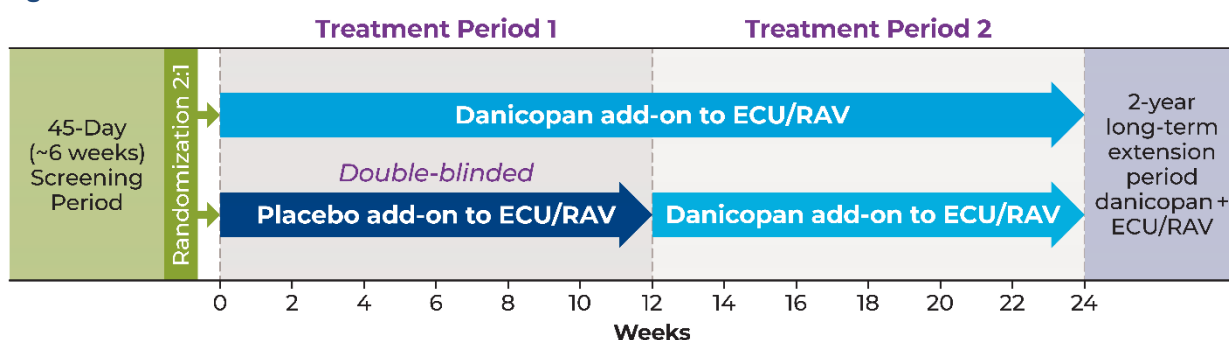 Treatment Period 1
Treatment Period 2
45-Day
(~6 weeks)
Screening
Period
Randomization 2:1
Danicopan add-on to ECU/RAV
Double-blinded
Placebo add-on to ECU/RAV
Danicopan add-on to ECU/RAV
2-year
long-term
extension
period
danicopan +
ECU/RAV
0 2 4 6 8 10 12 14 16 18 20 22 24
Weeks